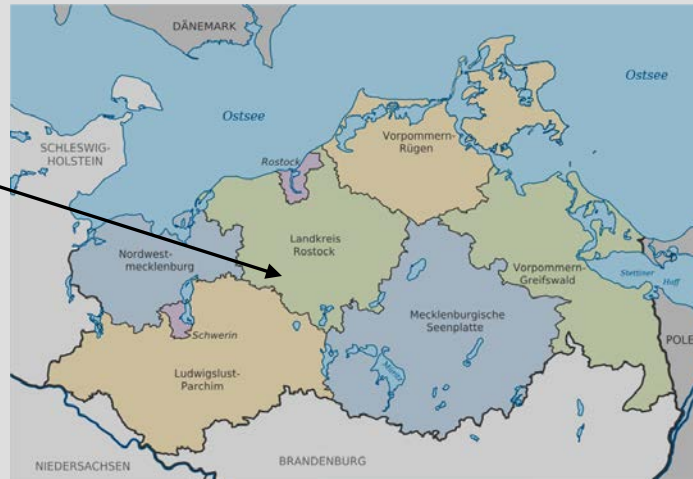 DÄNEMARK
Ostsee
Ostsee
SCHLESWIG-
HOLSTEIN
Vorpommern-
Rügen
Rostock
Landkreis
Rostock
Nordwest-
mecklenburg
Vorpommern-
Greifswald
Stettiner
Haff
Mecklenburgische
Seenplatte
Schwerin
POLE
Ludwigslust-
Parchim
Müritz
NIEDERSACHSEN
BRANDENBURG